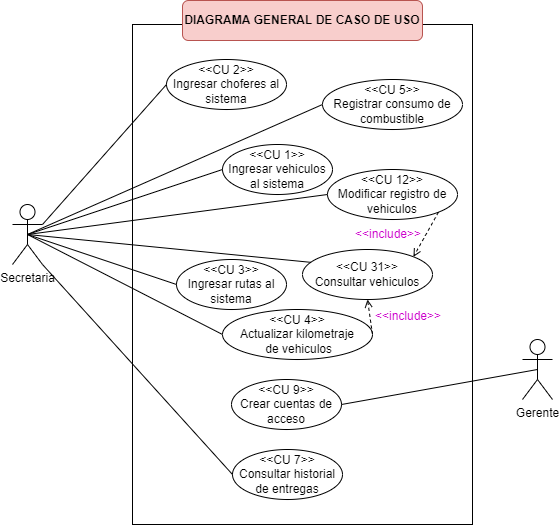 DIAGRAMA GENERAL DE CASO DE USO
<<CU 2>>
Ingresar choferes al
sistema
<<CU 5>>
Registrar consumo de
combustible
<<CU 1>>
Ingresar vehiculos
al sistema
<<CU 12>>
Modificar registro de
vehiculos
<<include>>
Secretaria
<<CU 31>>
Consultar vehiculos
<<CU 3>>
Ingresar rutas al
sistema
<<include>>
<<CU 4>>
Actualizar kilometraje
de vehiculos
<<CU 9>>
Crear cuentas de
acceso
Gerente
<<CU 7>>
Consultar historial
de entregas